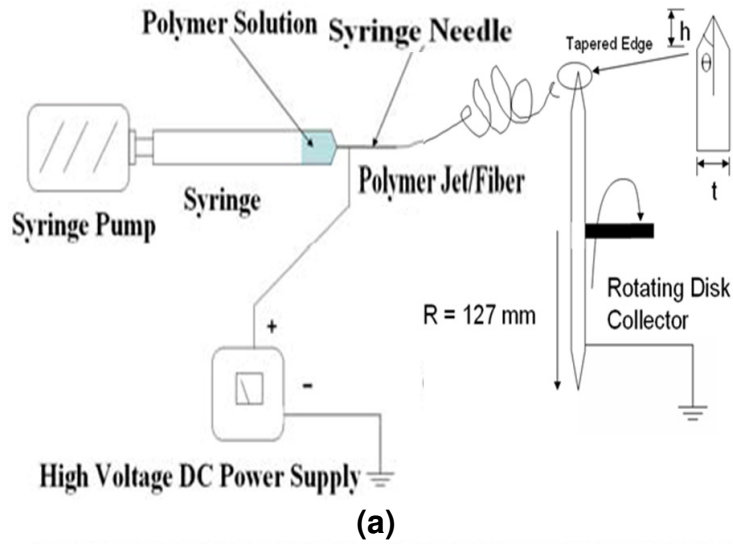 Polymer Solution
Syringe Needle
Tapered Edge
h
θ
t
Polymer Jet/Fiber
Syringe
Syringe Pump
R = 127 mm
Rotating Disk
Collector
+
-
High Voltage DC Power Supply
(a)